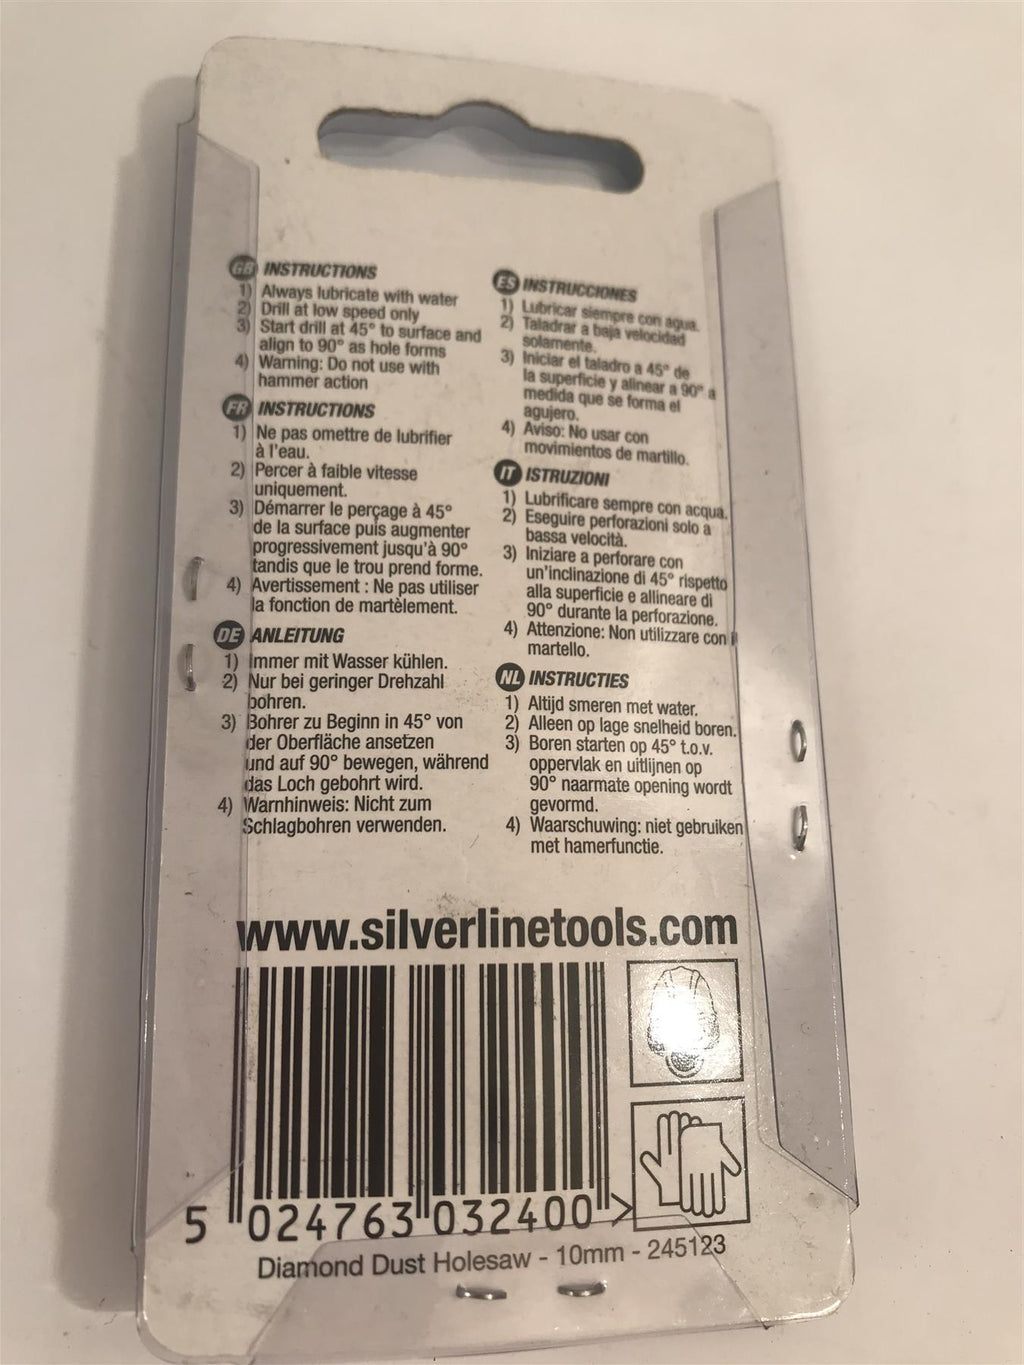 GB INSTRUCTIONS
1) Always lubricate with water
2) Drill at low speed only
3) Start drill at 45° to surface and
align to 90° as hole forms
4) Warning: Do not use with
hammer action
FR INSTRUCTIONS
1) Ne pas omettre de lubrifier
à l'eau.
2) Percer à faible vitesse
uniquement.
3) Démarrer le perçage à 45°
de la surface puis augmenter
progressivement jusqu'à 90°
tandis que le trou prend forme.
4) Avertissement : Ne pas utiliser
la fonction de martèlement.
DE ANLEITUNG
1) Immer mit Wasser kühlen.
2) Nur bei geringer Drehzahl
bohren.
3) Bohrer zu Beginn in 45° von
der Oberfläche ansetzen
und auf 90° bewegen, während
das Loch gebohrt wird.
4) Warnhinweis: Nicht zum
Schlagbohren verwenden.
ES INSTRUCCIONES
1) Lubricar siempre con agua.
2) Taladrar a baja velocidad
solamente.
3) Iniciar el taladro a 45° de
la superficie y alinear a 90° a
medida que se forma el
agujero.
4) Aviso: No usar con
movimientos de martillo.
IT ISTRUZIONI
1) Lubrificare sempre con acqua.
2) Eseguire perforazioni solo a
bassa velocità.
3) Iniziare a perforare con
un'inclinazione di 45° rispetto
alla superficie e allineare di
90° durante la perforazione.
4) Attenzione: Non utilizzare con il
martello.
NL INSTRUCTIES
1) Altijd smeren met water.
2) Alleen op lage snelheid boren.
3) Boren starten op 45° t.o.v.
oppervlak en uitlijnen op
90° naarmate opening wordt
gevormd.
4) Waarschuwing: niet gebruiken
met hamerfunctie.
www.silverlinetools.com
5 024763 032400 >
Diamond Dust Holesaw - 10mm - 245123